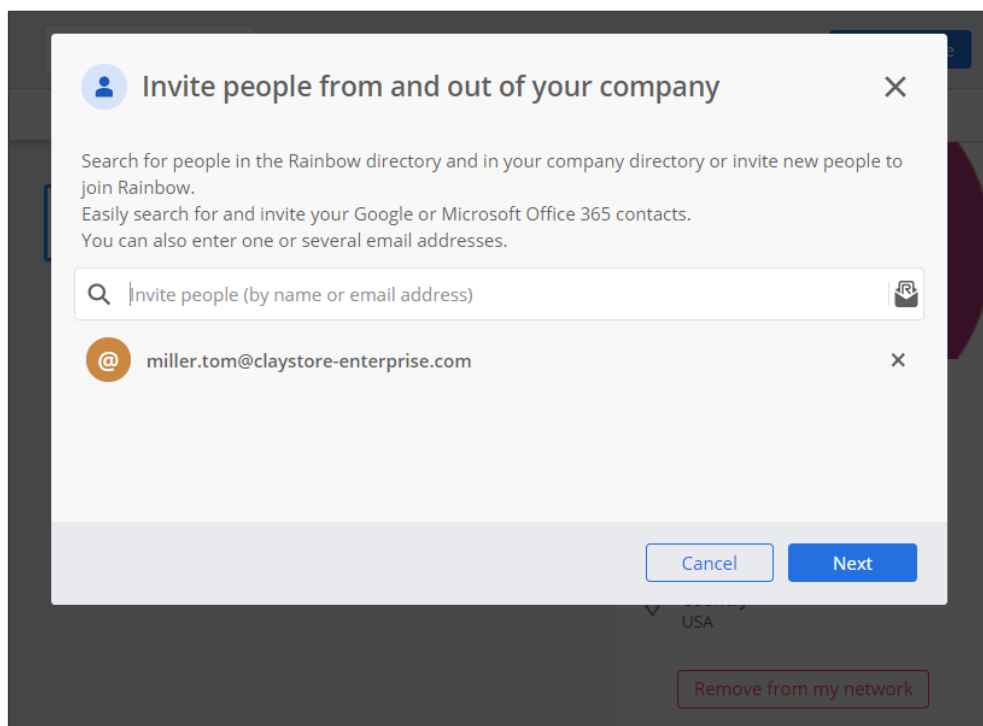 Invite people from and out of your company
Search for people in the Rainbow directory and in your company directory or invite new people to
join Rainbow.
Easily search for and invite your Google or Microsoft Office 365 contacts.
You can also enter one or several email addresses.
Invite people (by name or email address)
@ miller.tom@claystore-enterprise.com
Cancel Next
USA
Remove from my network